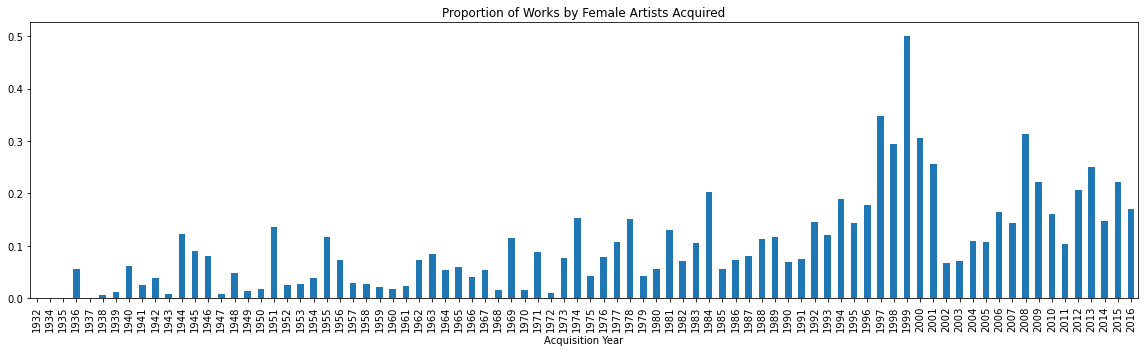 Proportion of Works by Female Artists Acquired
0.5
0.4
0.3
0.2
0.1
0.0
1932 1934 1935 1936 1937 1938 1939 1940 1941 1942 1943 1944 1945 1946 1947 1948 1949 1950 1951 1952 1953 1954 1955 1956 1957 1958 1959 1960 1961 1962 1963 1964 1965 1966 1967 1968 1969 1970 1971 1972 1973 1974 1975 1976 1977 1978 1979 1980 1981 1982 1983 1984 1985 1986 1987 1988 1989 1990 1991 1992 1993 1994 1995 1996 1997 1998 1999 2000 2001 2002 2003 2004 2005 2006 2007 2008 2009 2010 2011 2012 2013 2014 2015 2016
Acquisition Year